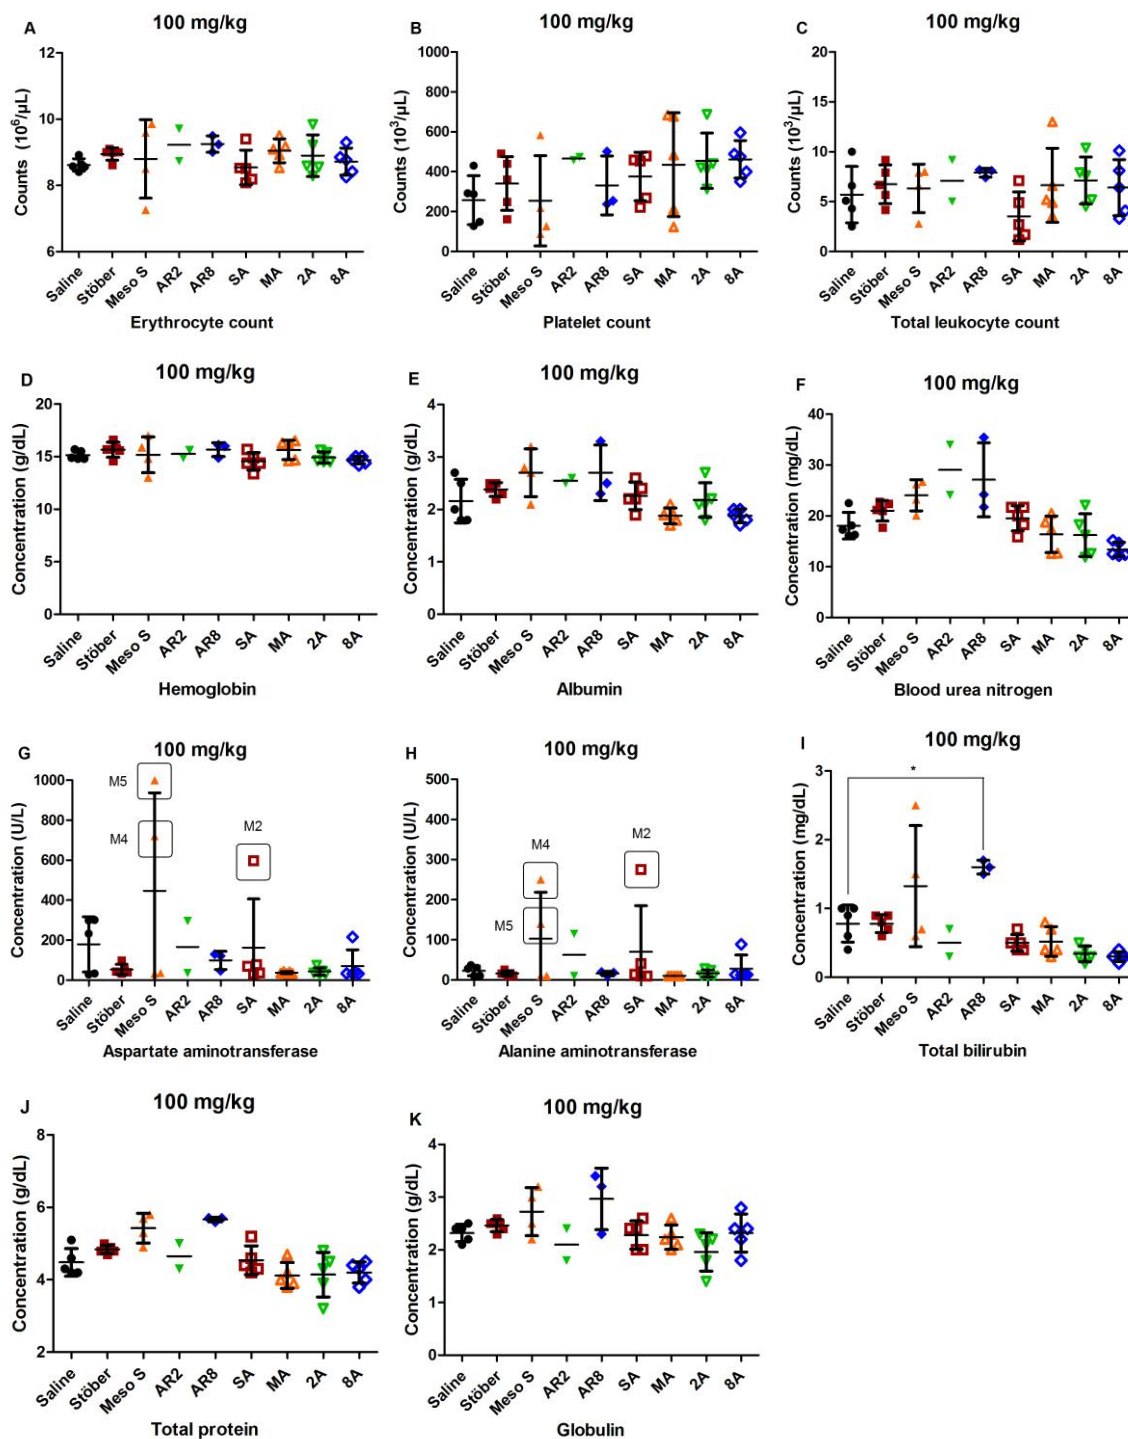 A 100 mg/kg
Counts (10⁶/µL)
12
10
8
6
Saline Stöber Meso S AR2 AR8 SA MA 2A 8A
Erythrocyte count
B 100 mg/kg
Counts (10³/µL)
1000
800
600
400
200
0
Saline Stöber Meso S AR2 AR8 SA MA 2A 8A
Platelet count
C 100 mg/kg
Counts (10³/µL)
20
15
10
5
0
Saline Stöber Meso S AR2 AR8 SA MA 2A 8A
Total leukocyte count
D 100 mg/kg
Concentration (g/dL)
20
15
10
5
0
Saline Stöber Meso S AR2 AR8 SA MA 2A 8A
Hemoglobin
E 100 mg/kg
Concentration (g/dL)
4
3
2
1
0
Saline Stöber Meso S AR2 AR8 SA MA 2A 8A
Albumin
F 100 mg/kg
Concentration (mg/dL)
40
30
20
10
0
Saline Stöber Meso S AR2 AR8 SA MA 2A 8A
Blood urea nitrogen
G 100 mg/kg
Concentration (U/L)
1000
800
600
400
200
0
M5
M4
M2
Saline Stöber Meso S AR2 AR8 SA MA 2A 8A
Aspartate aminotransferase
H 100 mg/kg
Concentration (U/L)
500
400
300
200
100
0
M4
M5
M2
Saline Stöber Meso S AR2 AR8 SA MA 2A 8A
Alanine aminotransferase
I 100 mg/kg
Concentration (mg/dL)
3
2
1
0
*
Saline Stöber Meso S AR2 AR8 SA MA 2A 8A
Total bilirubin
J 100 mg/kg
Concentration (g/dL)
8
6
4
2
Saline Stöber Meso S AR2 AR8 SA MA 2A 8A
Total protein
K 100 mg/kg
Concentration (g/dL)
4
3
2
1
0
Saline Stöber Meso S AR2 AR8 SA MA 2A 8A
Globulin